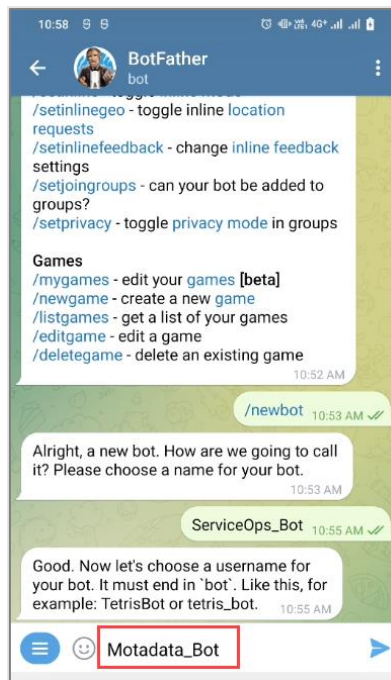 10:58
4G+
BotFather
bot
/setinlinegeo - toggle inline location
requests
/setinlinefeedback - change inline feedback
settings
/setjoingroups - can your bot be added to
groups?
/setprivacy - toggle privacy mode in groups
Games
/mygames - edit your games [beta]
/newgame - create a new game
/listgames - get a list of your games
/editgame - edit a game
/deletegame - delete an existing game
10:52 AM
/newbot 10:53 AM
Alright, a new bot. How are we going to call
it? Please choose a name for your bot.
10:53 AM
ServiceOps_Bot 10:55 AM
Good. Now let's choose a username for
your bot. It must end in `bot`. Like this, for
example: TetrisBot or tetris_bot. 10:55 AM
Motadata_Bot